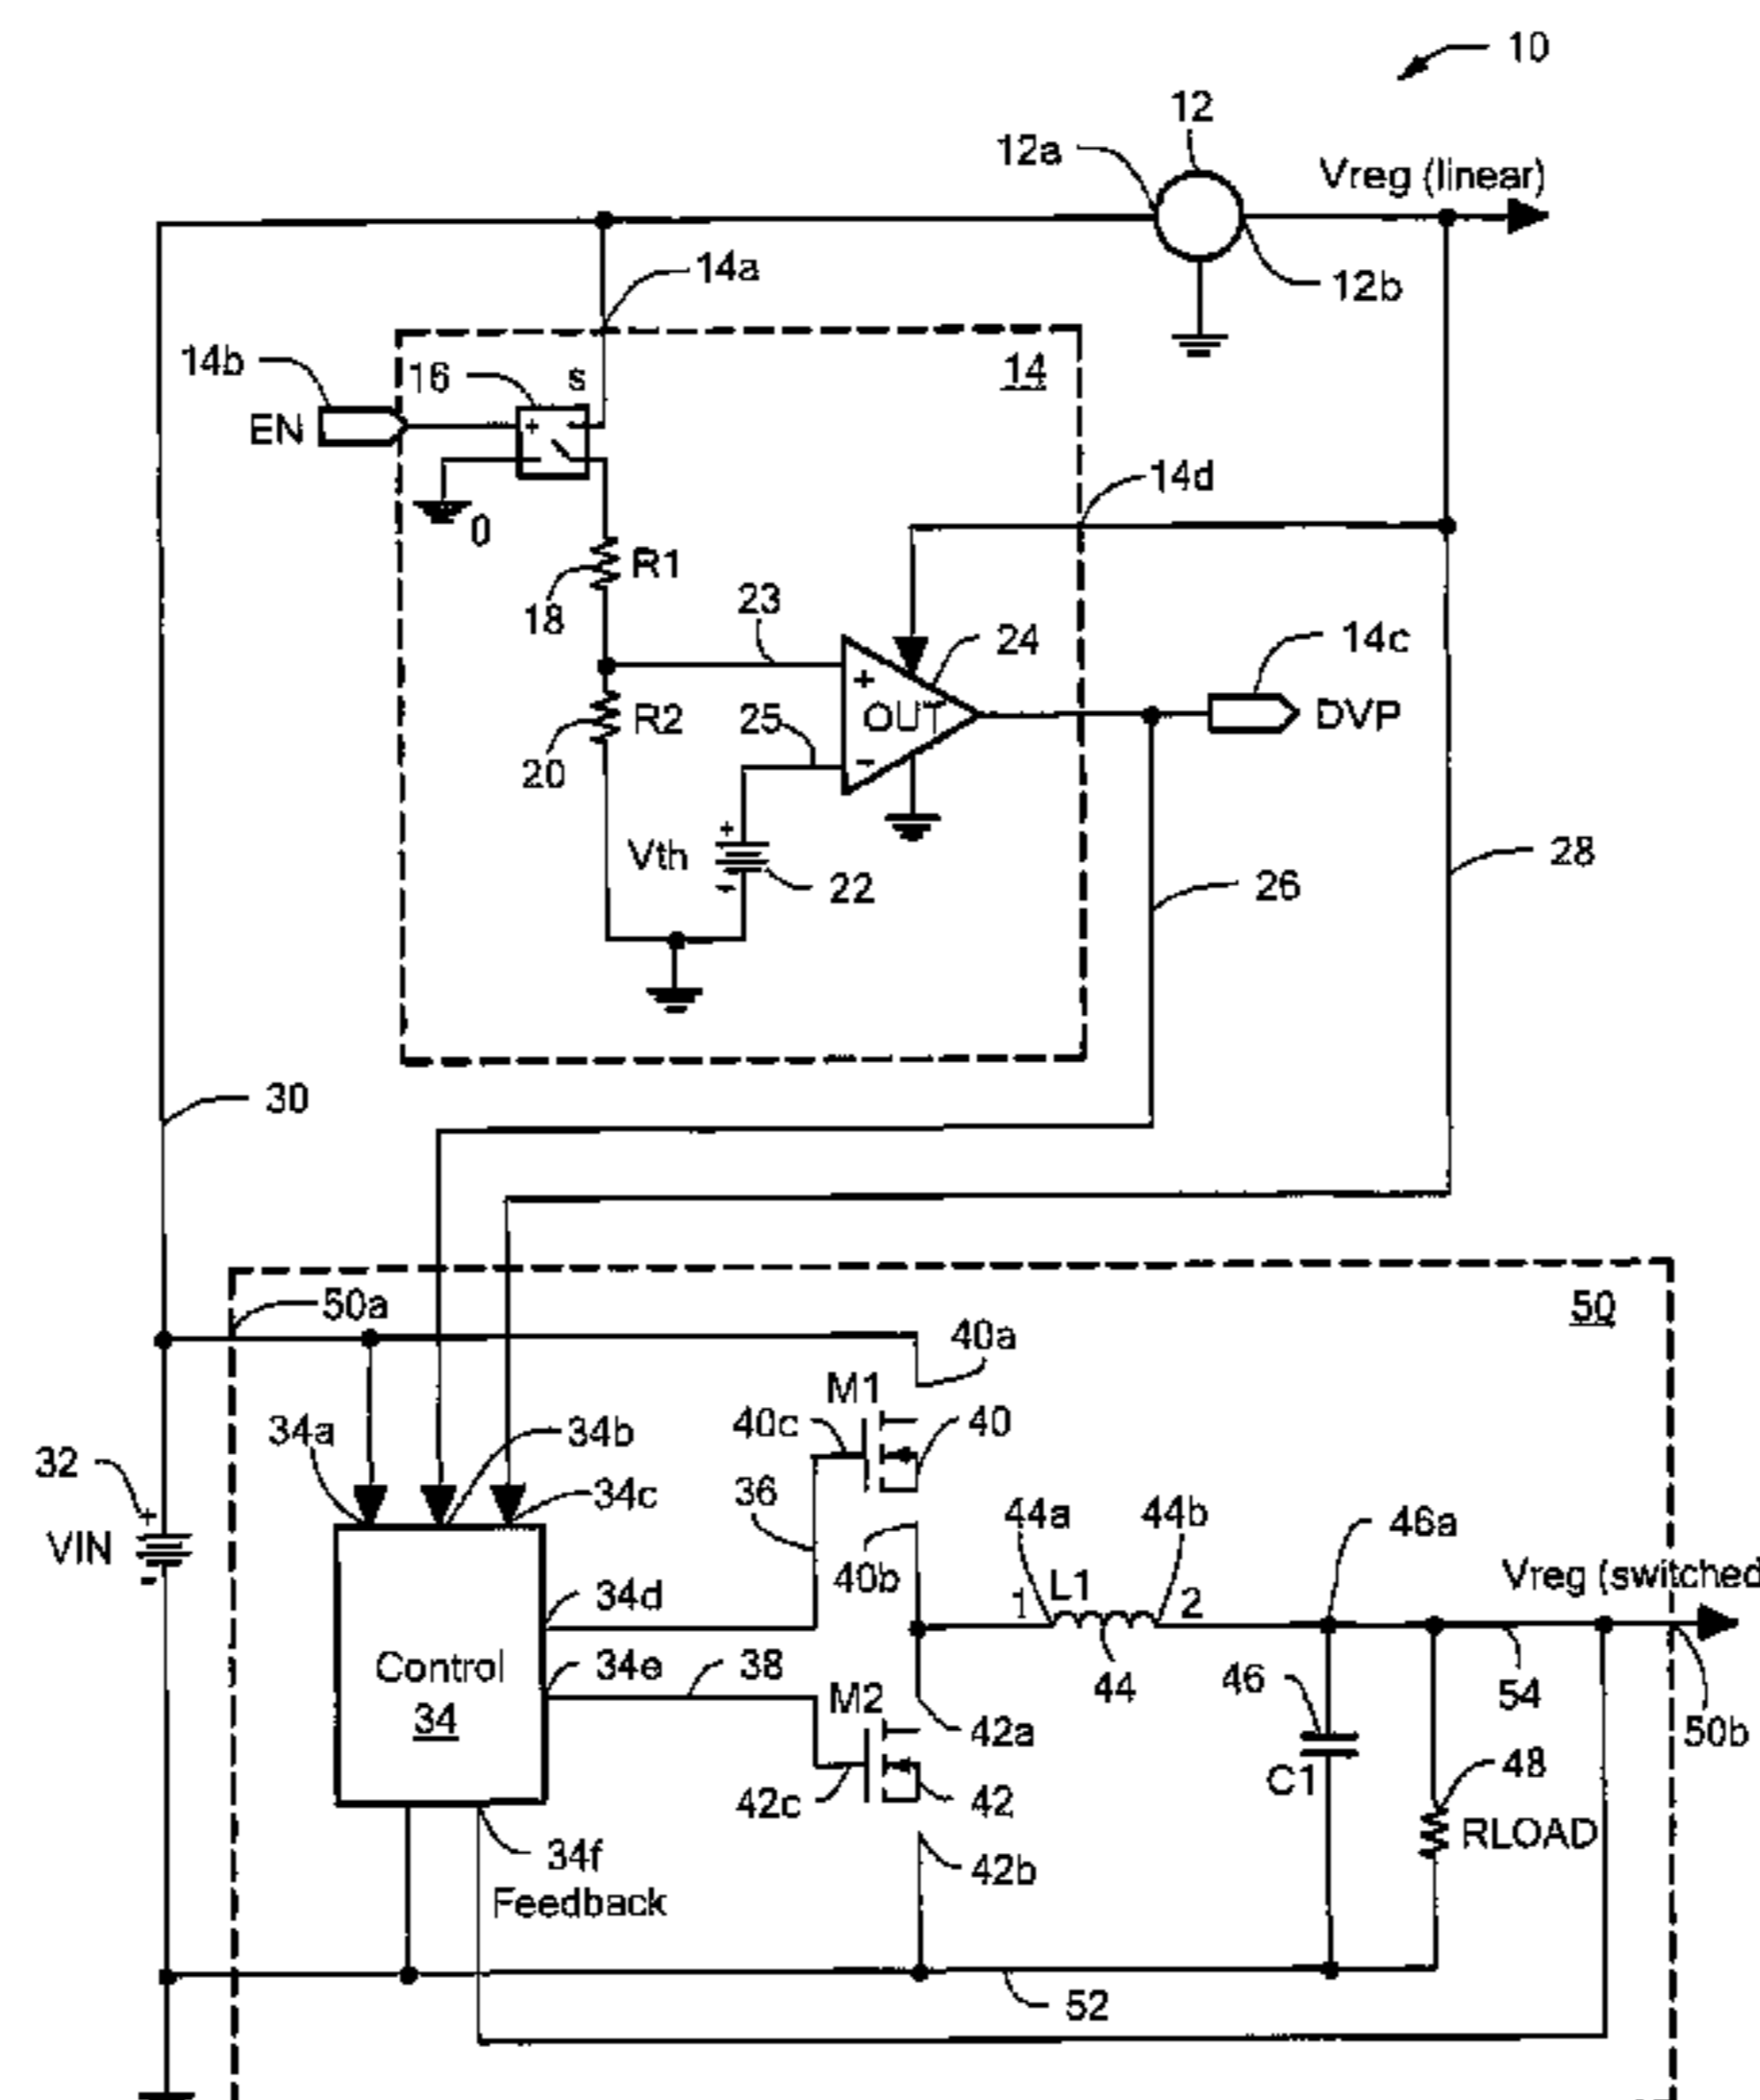 10
12
12a
Vreg (linear)
12b
14a
14b
16
s
14
EN
+
0
14d
R1
18
23
24
14c
+
OUT
DVP
R2
25
20
-
+
Vth
22
-
28
26
30
50a
50
40a
M1
34a
34b
40c
40
32
34c
36
44a
44b
46a
+
VIN
-
40b
L1
1
2
Vreg (switched
34d
Control
34
34e
38
46
44
54
M2
42a
50b
42c
42
C1
48
RLOAD
34f
Feedback
42b
52